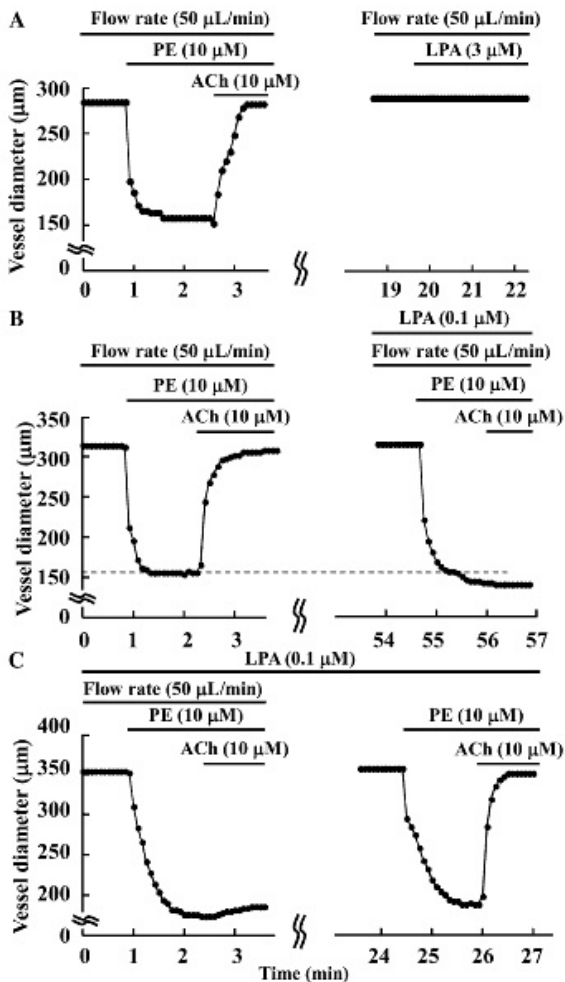 A
Flow rate (50 μL/min)
Flow rate (50 μL/min)
PE (10 μM)
LPA (3 μM)
ACh (10 μM)
Vessel diameter (μm)
300
250
200
150
0
0 1 2 3
19 20 21 22
B
LPA (0.1 μM)
Flow rate (50 μL/min)
Flow rate (50 μL/min)
PE (10 μM)
PE (10 μM)
ACh (10 μM)
ACh (10 μM)
Vessel diameter (μm)
350
300
250
200
150
0
0 1 2 3
54 55 56 57
C
LPA (0.1 μM)
Flow rate (50 μL/min)
PE (10 μM)
PE (10 μM)
ACh (10 μM)
ACh (10 μM)
Vessel diameter (μm)
400
350
300
250
200
0
0 1 2 3
24 25 26 27
Time (min)